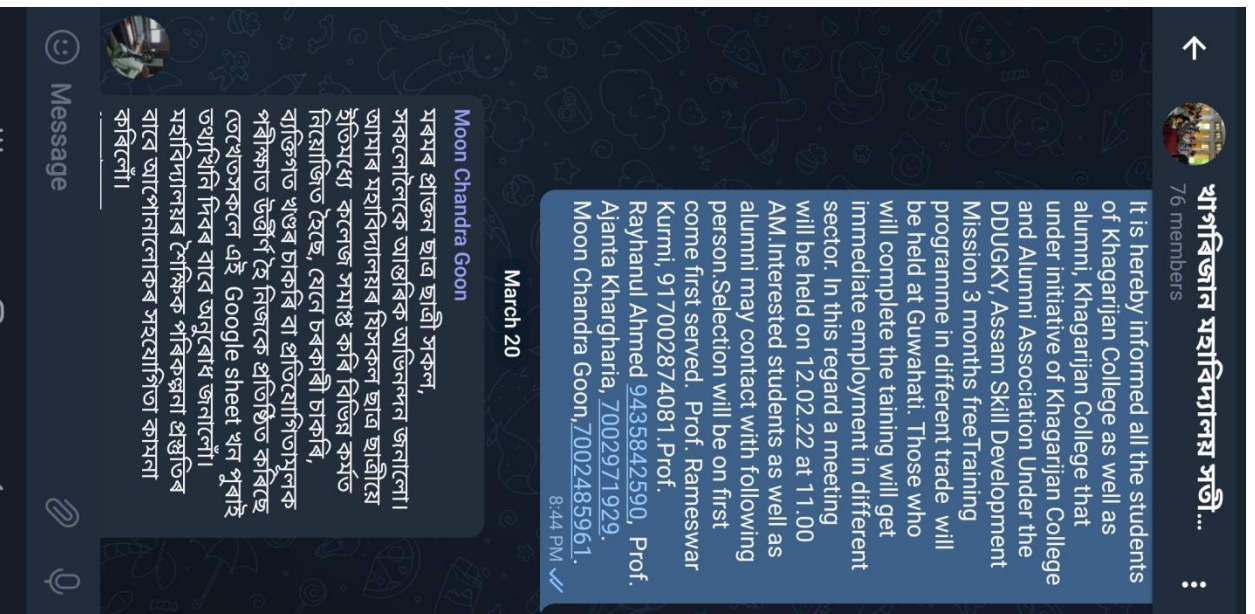 খাগৰিজান মহাবিদ্যালয় সতী...
76 members
It is hereby informed all the students
of Khagarijan College as well as
alumni, Khagarijan College that
under initiative of Khagarijan College
and Alumni Association Under the
DDUGKY, Assam Skill Development
Mission 3 months freeTraining
programme in different trade will
be held at Guwahati. Those who
will complete the taining will get
immediate employment in different
sector. In this regard a meeting
will be held on 12.02.22 at 11.00
AM.Interested students as well as
alumni may contact with following
person.Selection will be on first
come first served. Prof. Rameswar
Kurmi, 917002874081.Prof.
Rayhanul Ahmed 9435842590, Prof.
Ajanta Khargharia, 7002971929.
Moon Chandra Goon,7002485961.
8:44 PM
March 20
Moon Chandra Goon
মৰমৰ প্ৰাক্তন ছাত্ৰ ছাত্ৰী সকল,
সকলোলৈকে আন্তৰিক অভিনন্দন জনালো।
আমাৰ মহাবিদ্যালয়ৰ যিসকল ছাত্ৰ ছাত্ৰীয়ে
ইতিমধ্যে কলেজ সমাপ্ত কৰি বিভিন্ন কৰ্মত
নিয়োজিত হৈছে, যেনে চৰকাৰী চাকৰি,
ব্যক্তিগত খণ্ডৰ চাকৰি বা প্ৰতিযোগিতামূলক
পৰীক্ষাত উত্তীৰ্ণ হৈ নিজকে প্ৰতিষ্ঠিত কৰিছে
তেখেতসকলে এই Google sheet খন পূৰাই
তথ্যখিনি দিবৰ বাবে অনুৰোধ জনালোঁ।
মহাবিদ্যালয়ৰ শৈক্ষিক পৰিকল্পনা প্ৰস্তুতিৰ
বাবে আপোনালোকৰ সহযোগিতা কামনা
কৰিলোঁ।
Message